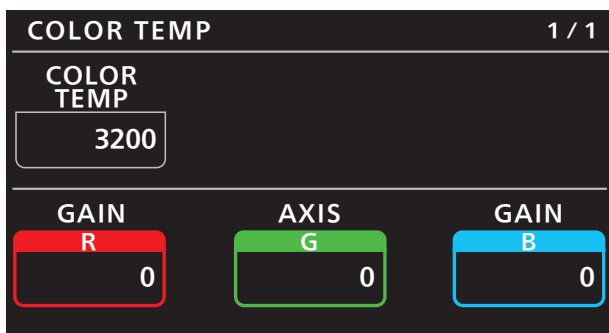 COLOR TEMP 1 / 1
COLOR
TEMP
3200
GAIN AXIS GAIN
R G B
0 0 0